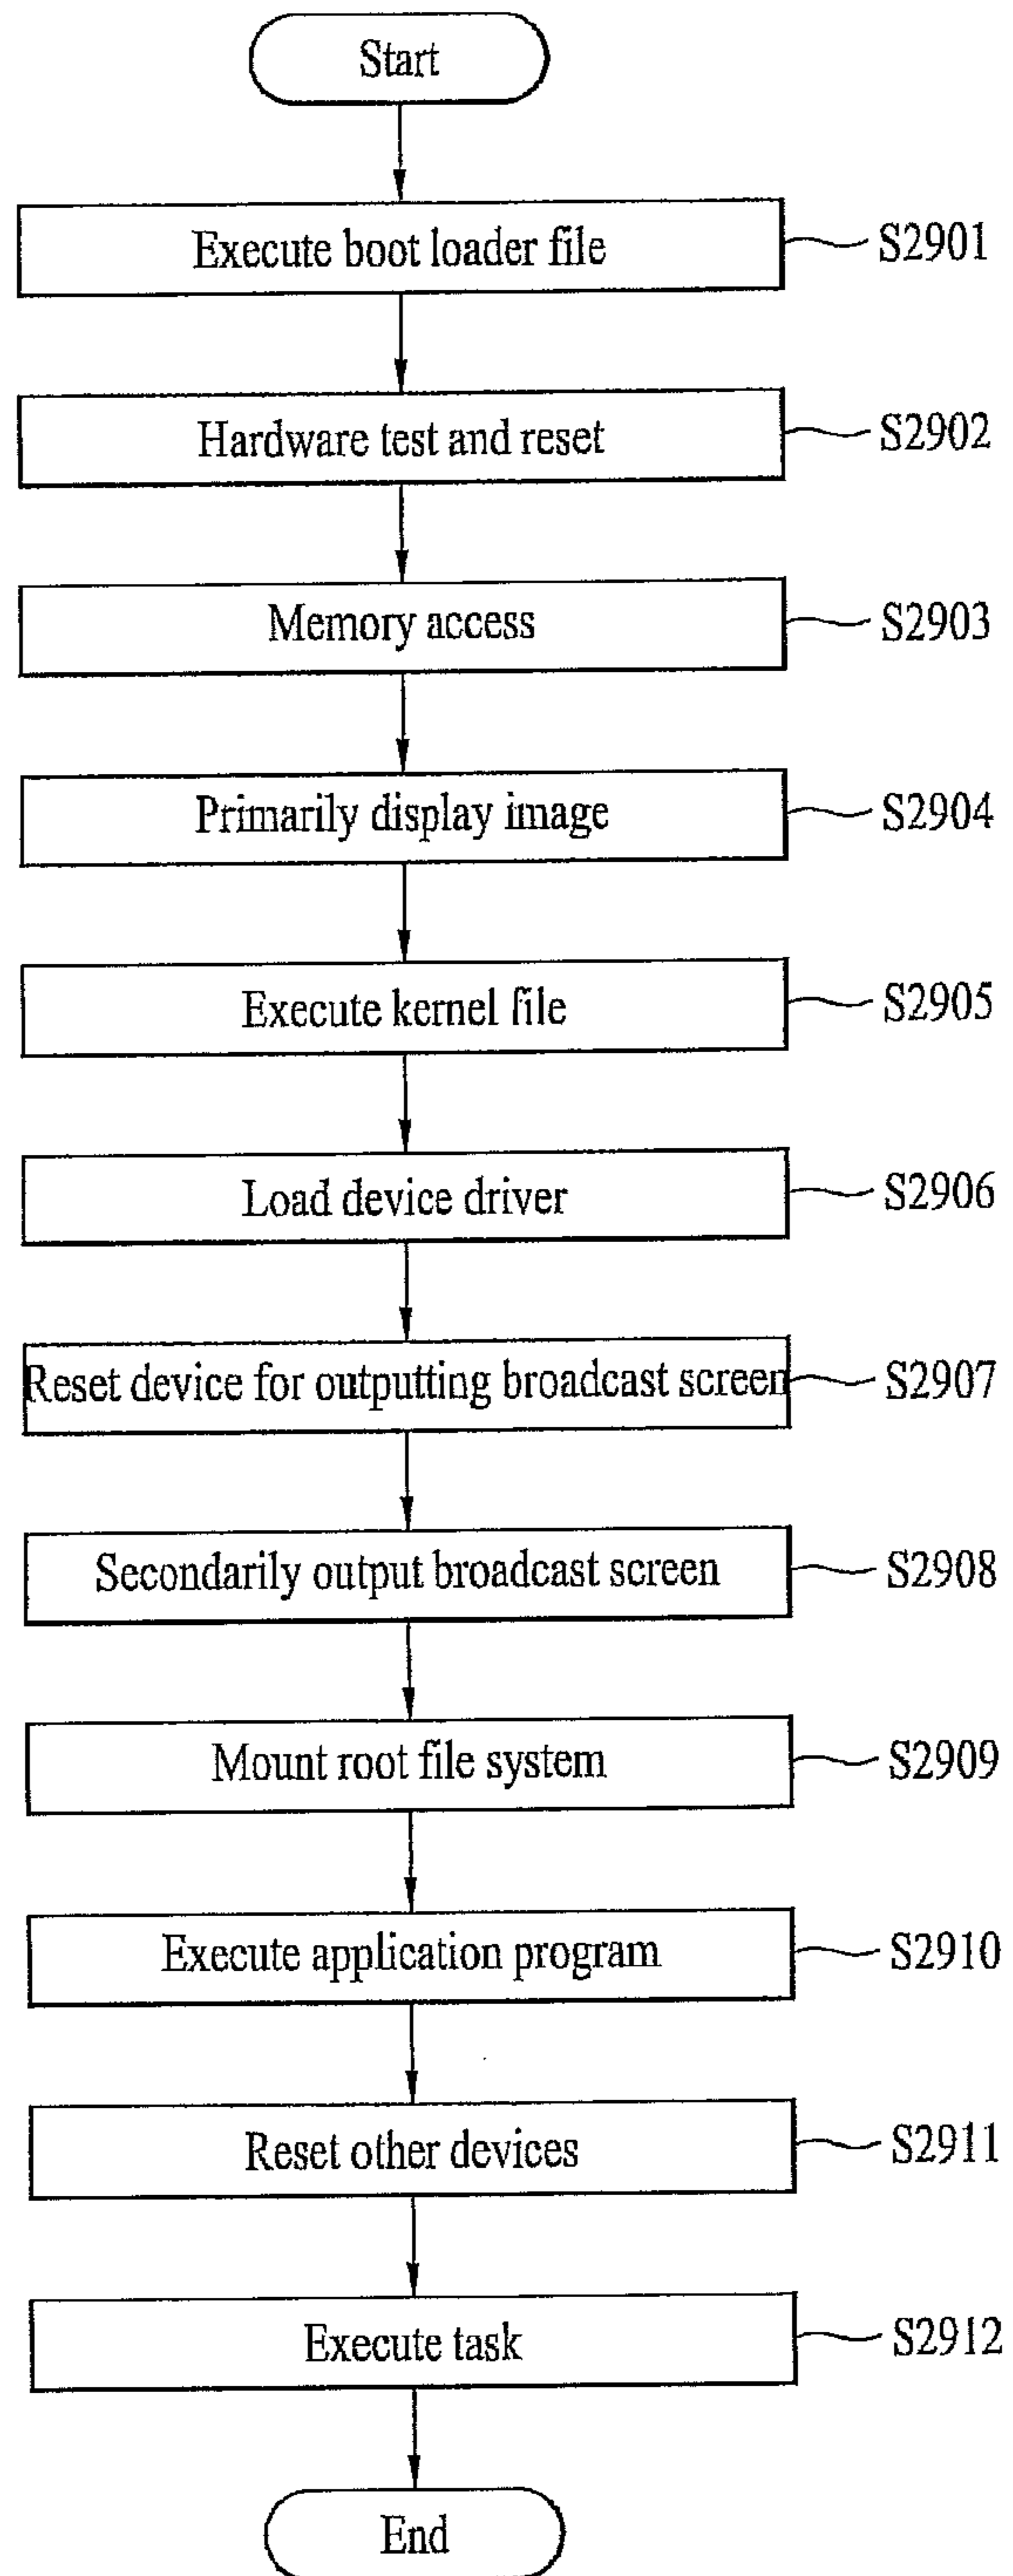 Start
Execute boot loader file
S2901
Hardware test and reset
S2902
Memory access
S2903
Primarily display image
S2904
Execute kernel file
S2905
Load device driver
S2906
Reset device for outputting broadcast screen
S2907
Secondarily output broadcast screen
S2908
Mount root file system
S2909
Execute application program
S2910
Reset other devices
S2911
Execute task
S2912
End